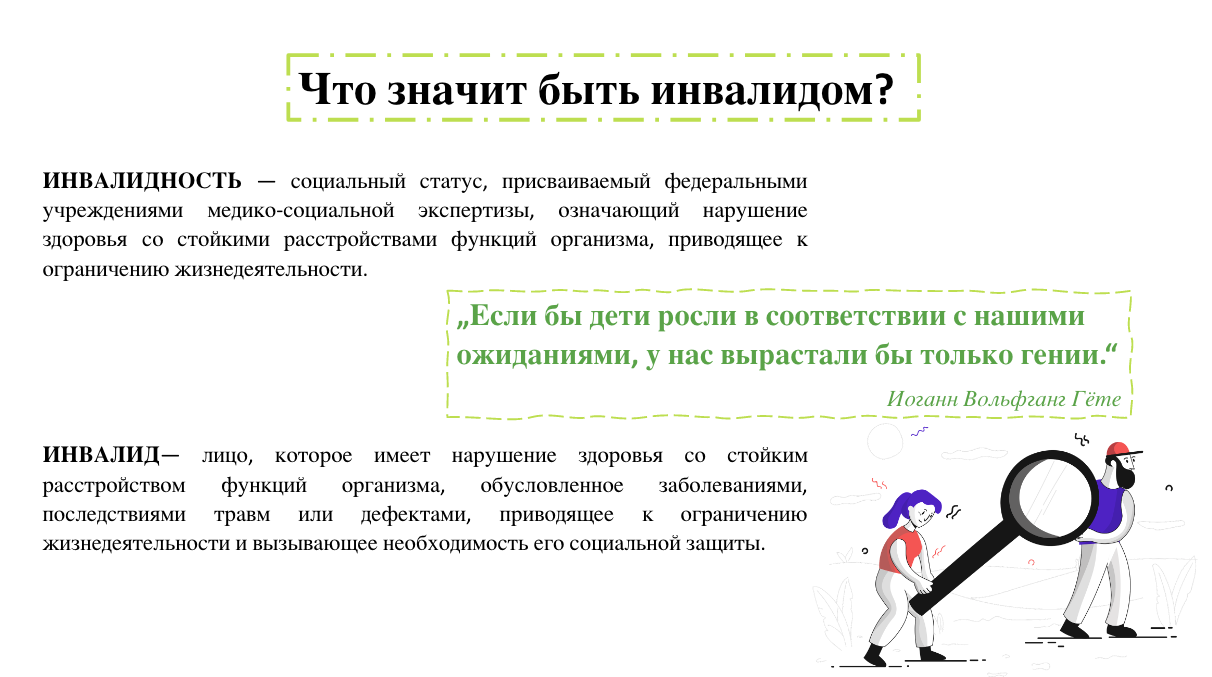 Что значит быть инвалидом?
ИНВАЛИДНОСТЬ — социальный статус, присваиваемый федеральными
учреждениями медико-социальной экспертизы, означающий нарушение
здоровья со стойкими расстройствами функций организма, приводящее к
ограничению жизнедеятельности.
„Если бы дети росли в соответствии с нашими
ожиданиями, у нас вырастали бы только гении.“
Иоганн Вольфганг Гёте
ИНВАЛИД— лицо, которое имеет нарушение здоровья со стойким
расстройством функций организма, обусловленное заболеваниями,
последствиями травм или дефектами, приводящее к ограничению
жизнедеятельности и вызывающее необходимость его социальной защиты.